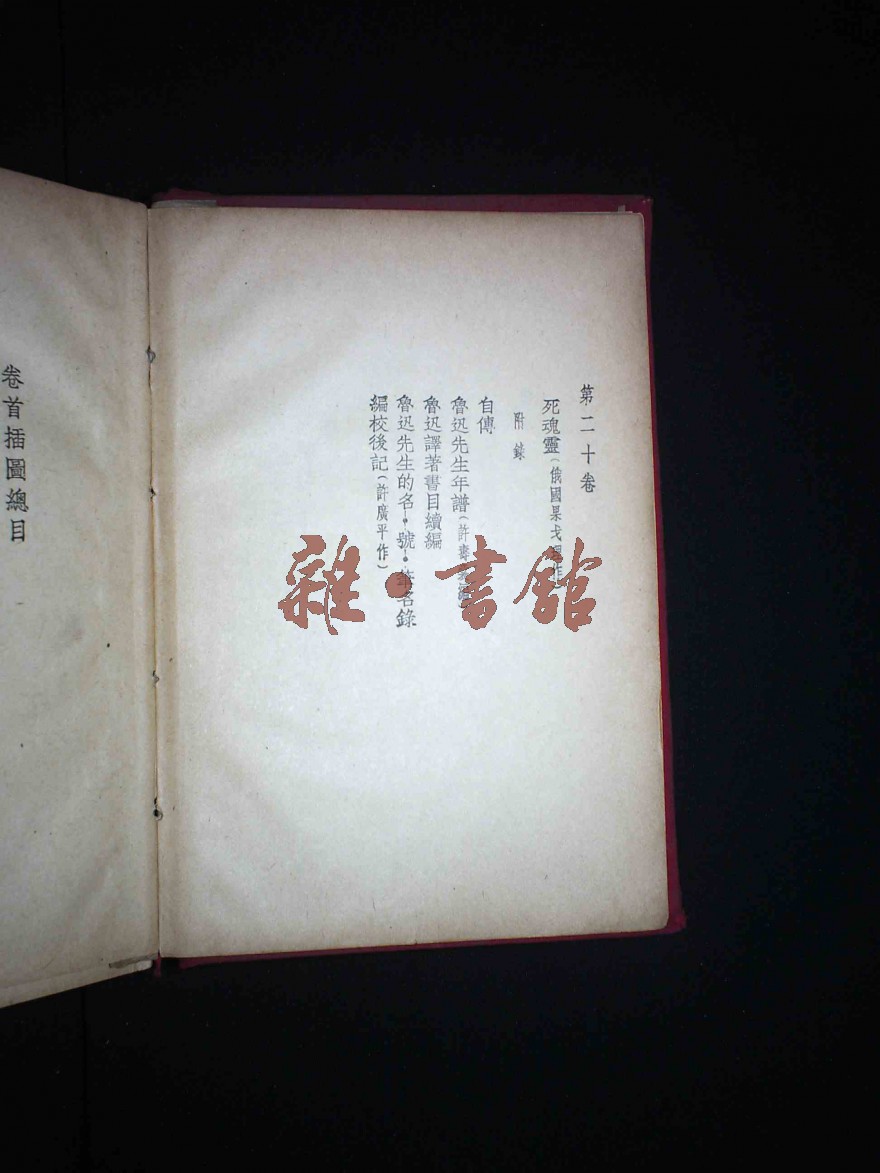 第二十卷
死魂靈（俄國果戈理作
附錄
自傳
魯迅先生年譜（許壽
魯迅譯著書目續編
魯迅先生的名·號·筆名錄
編校後記（許廣平作）
卷首插圖總目
雜·書館